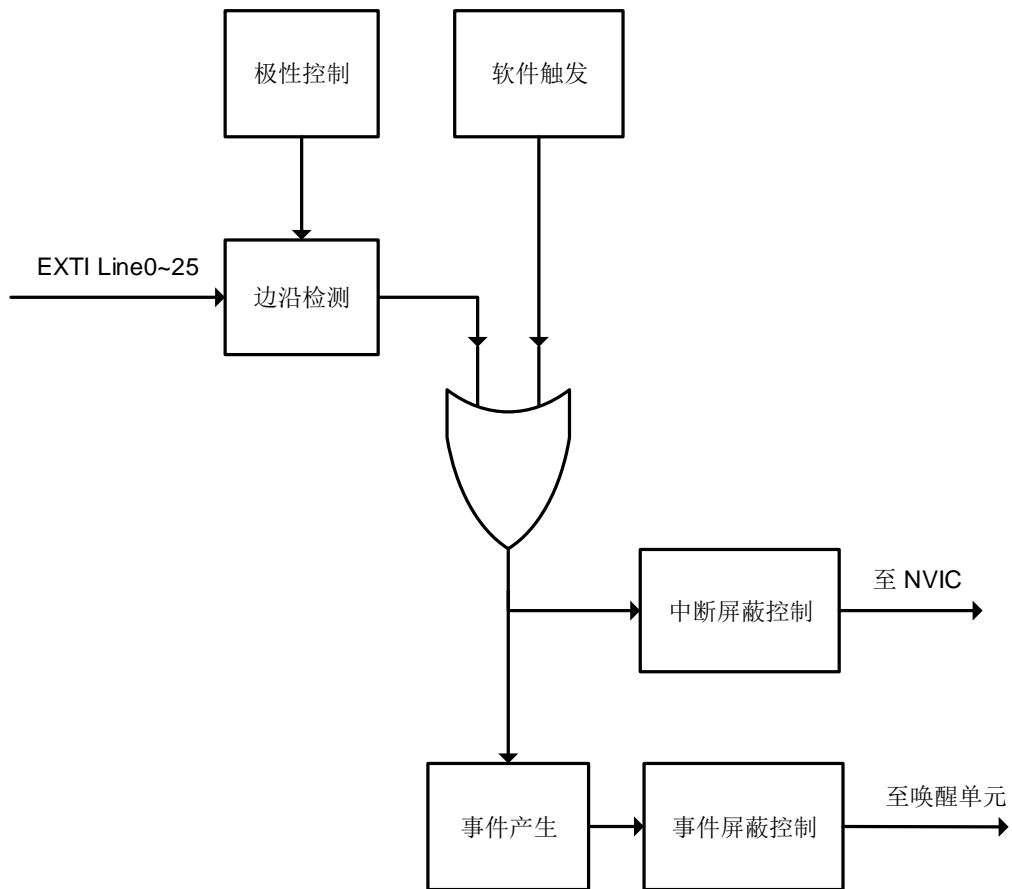 极性控制
软件触发
EXTI Line0~25
边沿检测
至 NVIC
中断屏蔽控制
至唤醒单元
事件产生
事件屏蔽控制